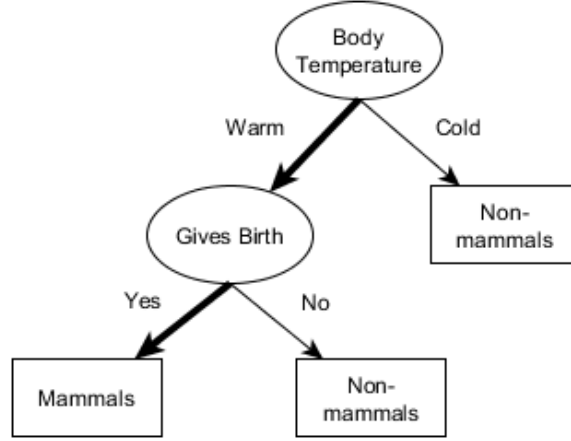 Body
Temperature
Warm
Cold
Gives Birth
Non-
mammals
Yes
No
Mammals
Non-
mammals